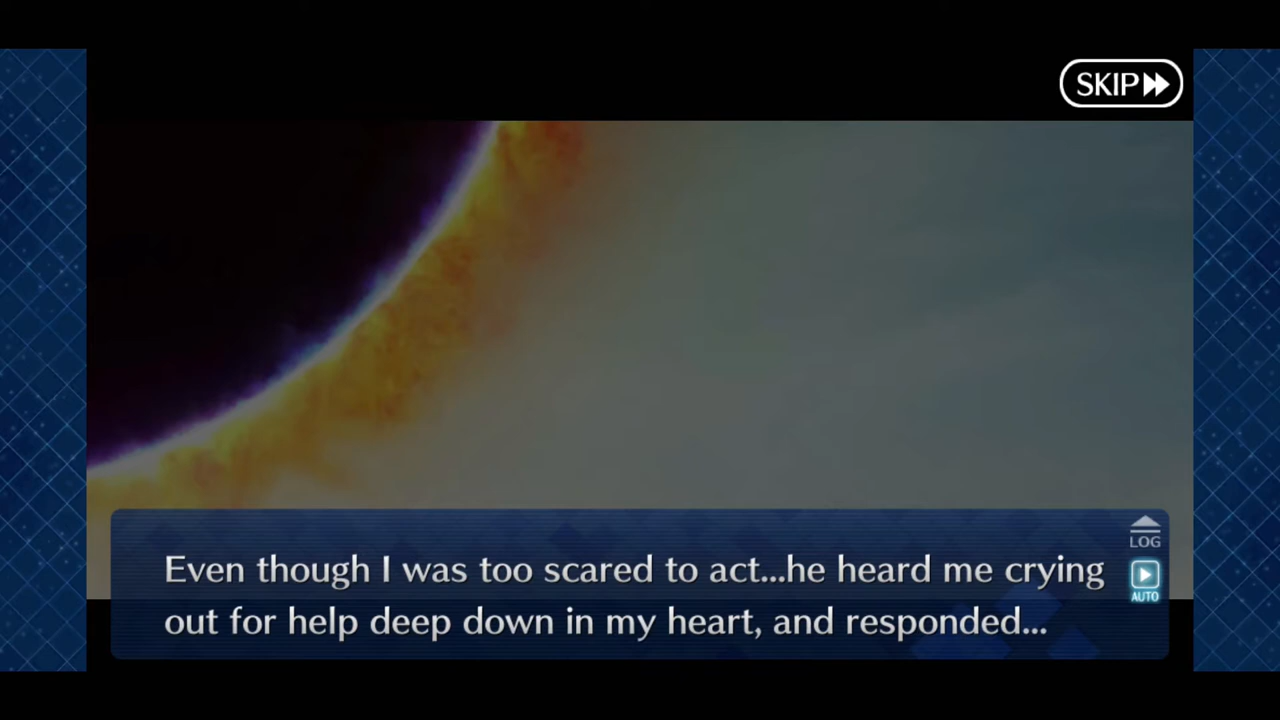 SKIP
Even though I was too scared to act...he heard me crying
out for help deep down in my heart, and responded...
LOG
AUTO